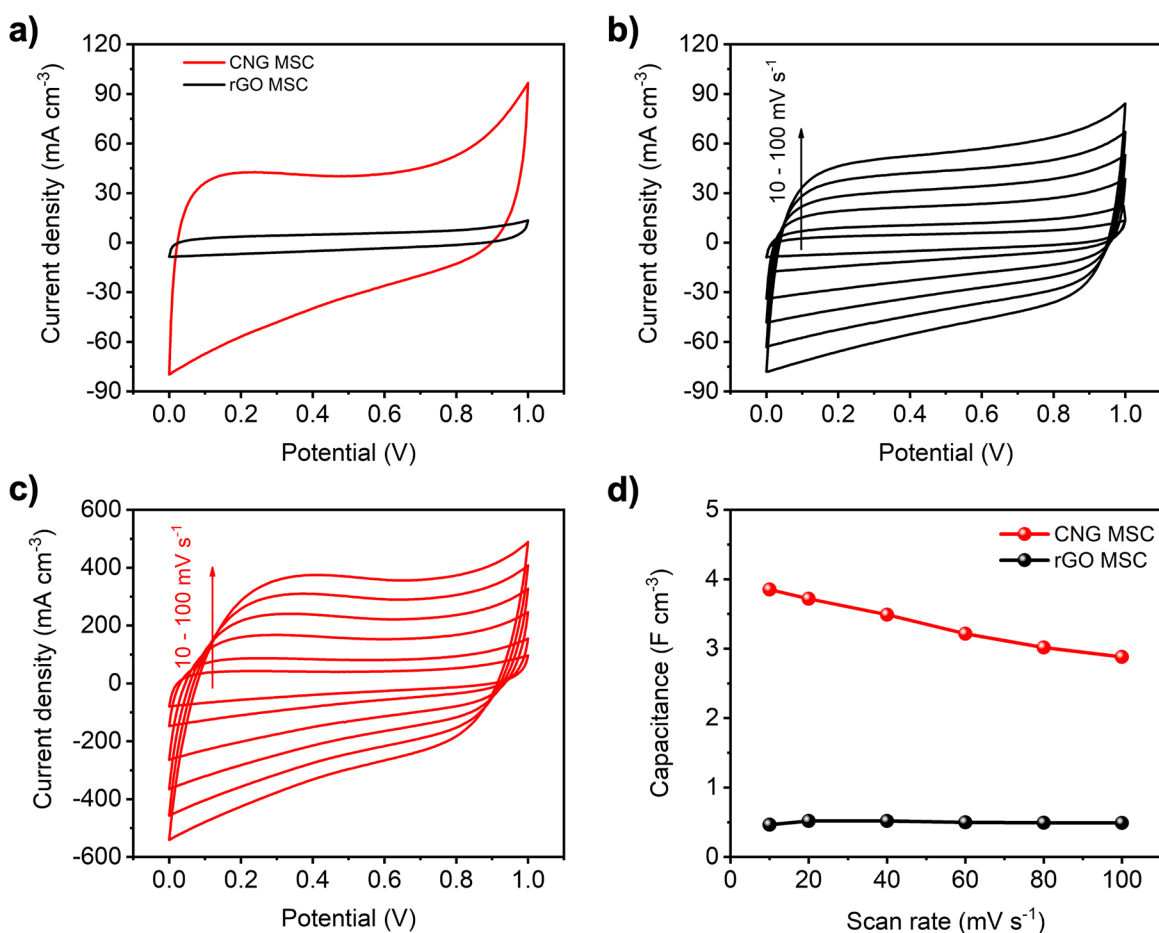 a)
CNG MSC
rGO MSC
Current density (mA cm⁻³)
120
90
60
30
0
-30
-60
-90
0.0 0.2 0.4 0.6 0.8 1.0
Potential (V)
b)
10 - 100 mV s⁻¹
Current density (mA cm⁻³)
120
90
60
30
0
-30
-60
-90
0.0 0.2 0.4 0.6 0.8 1.0
Potential (V)
c)
10 - 100 mV s⁻¹
Current density (mA cm⁻³)
600
400
200
0
-200
-400
-600
0.0 0.2 0.4 0.6 0.8 1.0
Potential (V)
d)
CNG MSC
rGO MSC
Capacitance (F cm⁻³)
5
4
3
2
1
0
0 20 40 60 80 100
Scan rate (mV s⁻¹)